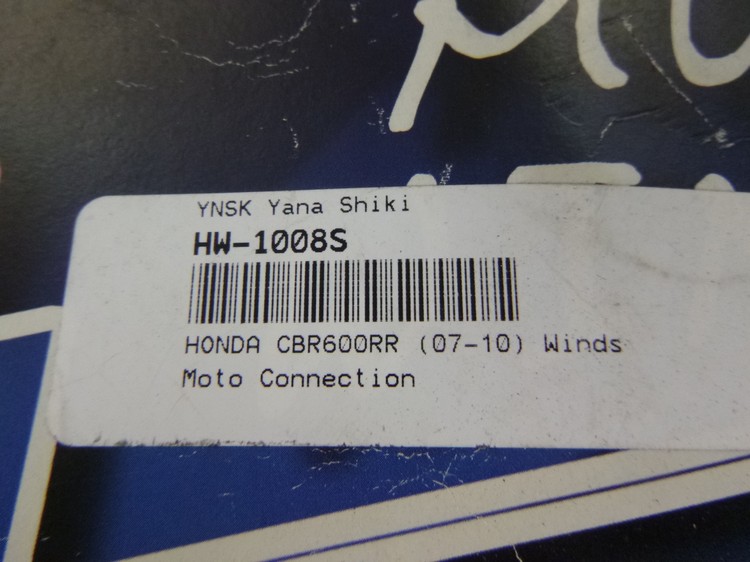 YNSK Yana Shiki
HW-1008S
HONDA CBR600RR (07-10) Winds
Moto Connection